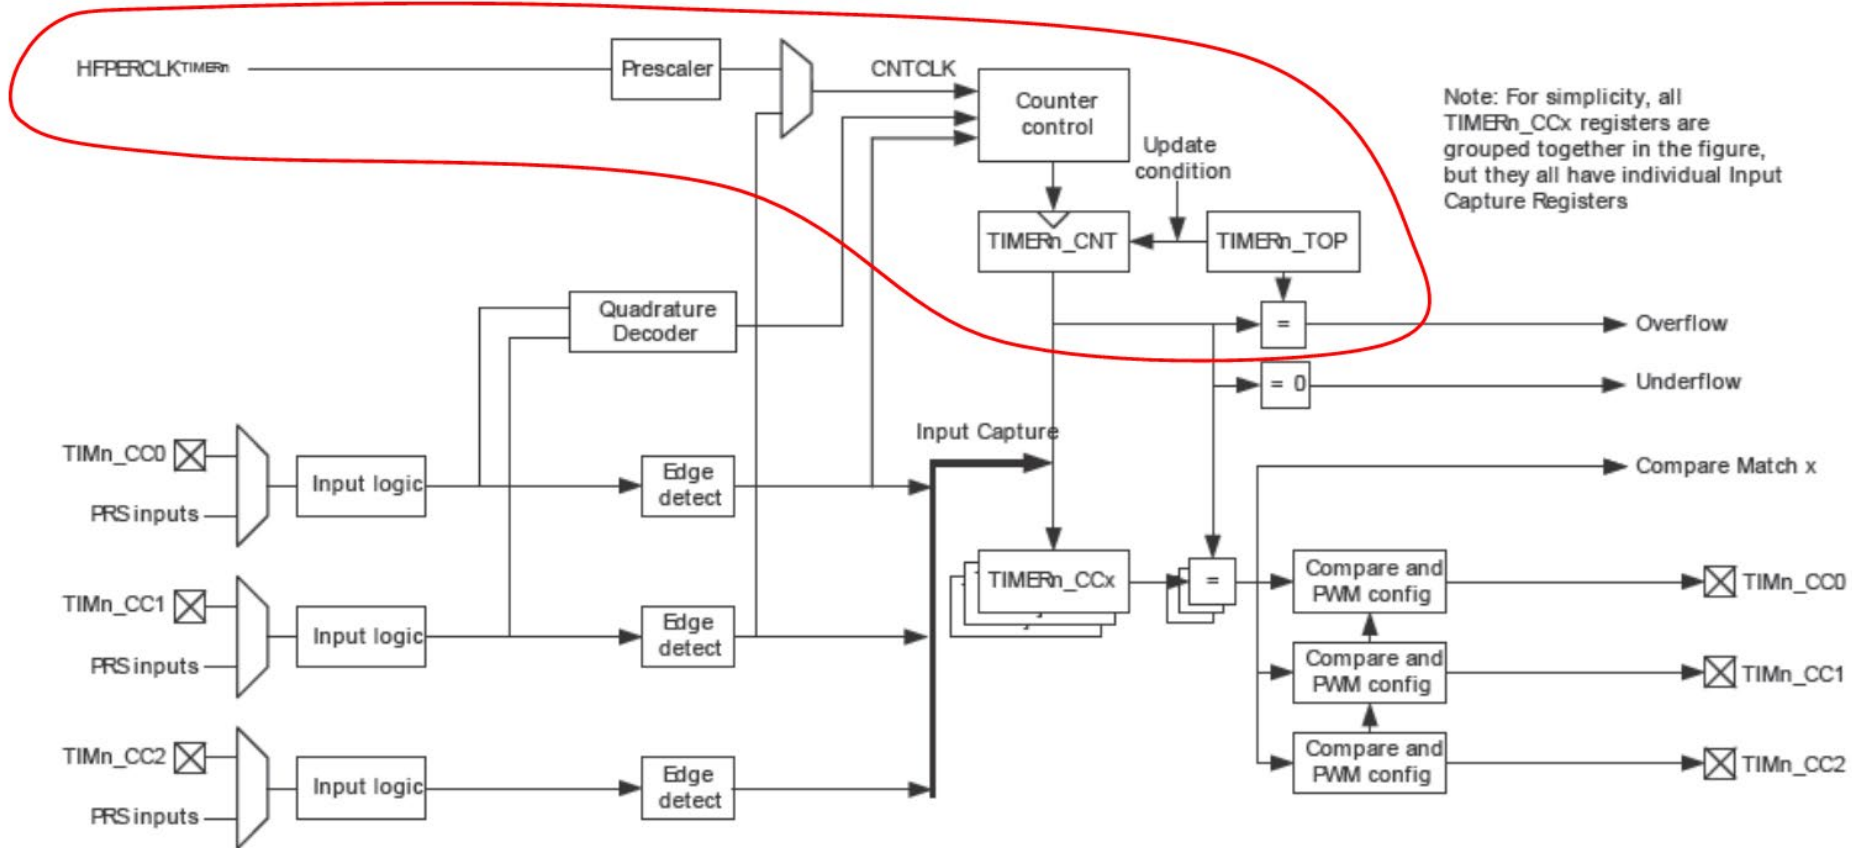 HFPERCLKTIMERn
Prescaler
CNTCLK
Counter
control
Note: For simplicity, all
TIMERn_CCx registers are
grouped together in the figure,
but they all have individual Input
Capture Registers
Update
condition
TIMERn_CNT
TIMERn_TOP
Quadrature
Decoder
=
Overflow
= 0
Underflow
Input Capture
Compare Match x
TIMn_CC0
PRS inputs
Input logic
Edge
detect
TIMERn_CCx
=
Compare and
PWM config
TIMn_CC0
TIMn_CC1
PRS inputs
Input logic
Edge
detect
Compare and
PWM config
TIMn_CC1
TIMn_CC2
PRS inputs
Input logic
Edge
detect
Compare and
PWM config
TIMn_CC2